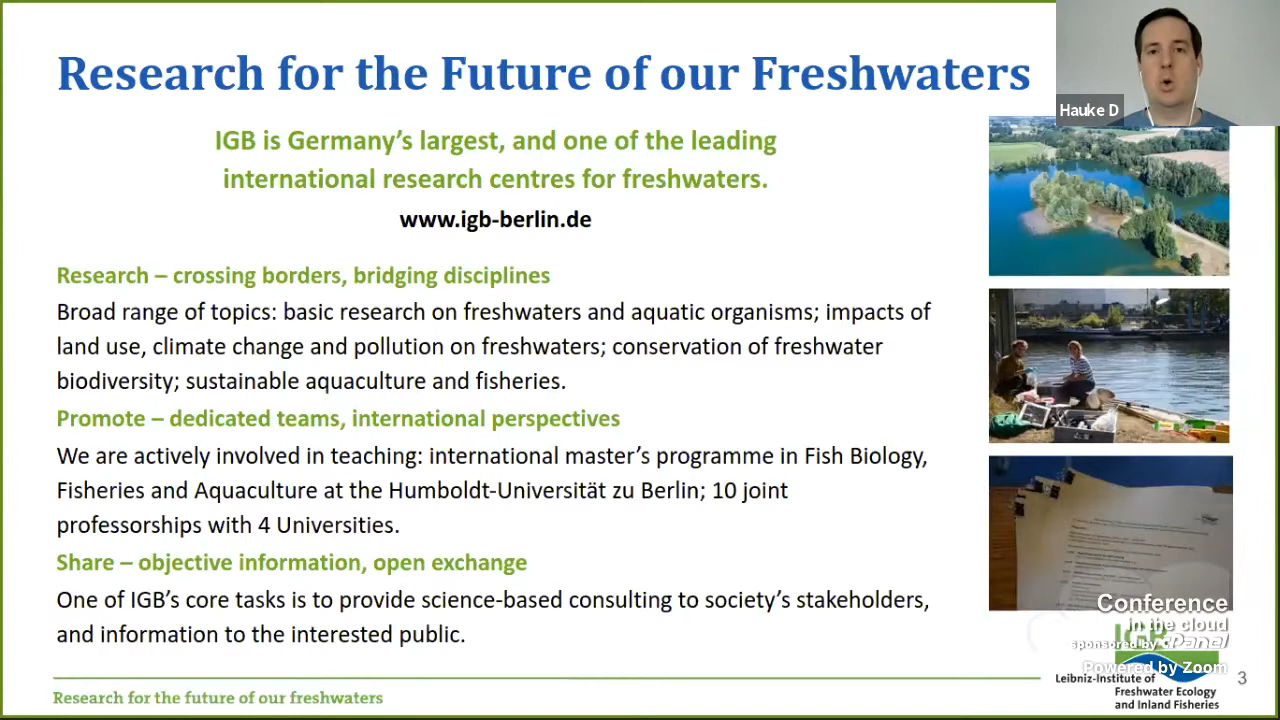 Research for the Future of our Freshwaters
Hauke D
IGB is Germany's largest, and one of the leading
international research centres for freshwaters.
www.igb-berlin.de
Research – crossing borders, bridging disciplines
Broad range of topics: basic research on freshwaters and aquatic organisms; impacts of
land use, climate change and pollution on freshwaters; conservation of freshwater
biodiversity; sustainable aquaculture and fisheries.
Promote – dedicated teams, international perspectives
We are actively involved in teaching: international master's programme in Fish Biology,
Fisheries and Aquaculture at the Humboldt-Universität zu Berlin; 10 joint
professorships with 4 Universities.
Share – objective information, open exchange
One of IGB's core tasks is to provide science-based consulting to society's stakeholders,
and information to the interested public.
Conference
in the cloud
sponsored by cPanel
Powered by Zoom
IGB
Leibniz-Institute of
Freshwater Ecology
and Inland Fisheries
3
Research for the future of our freshwaters